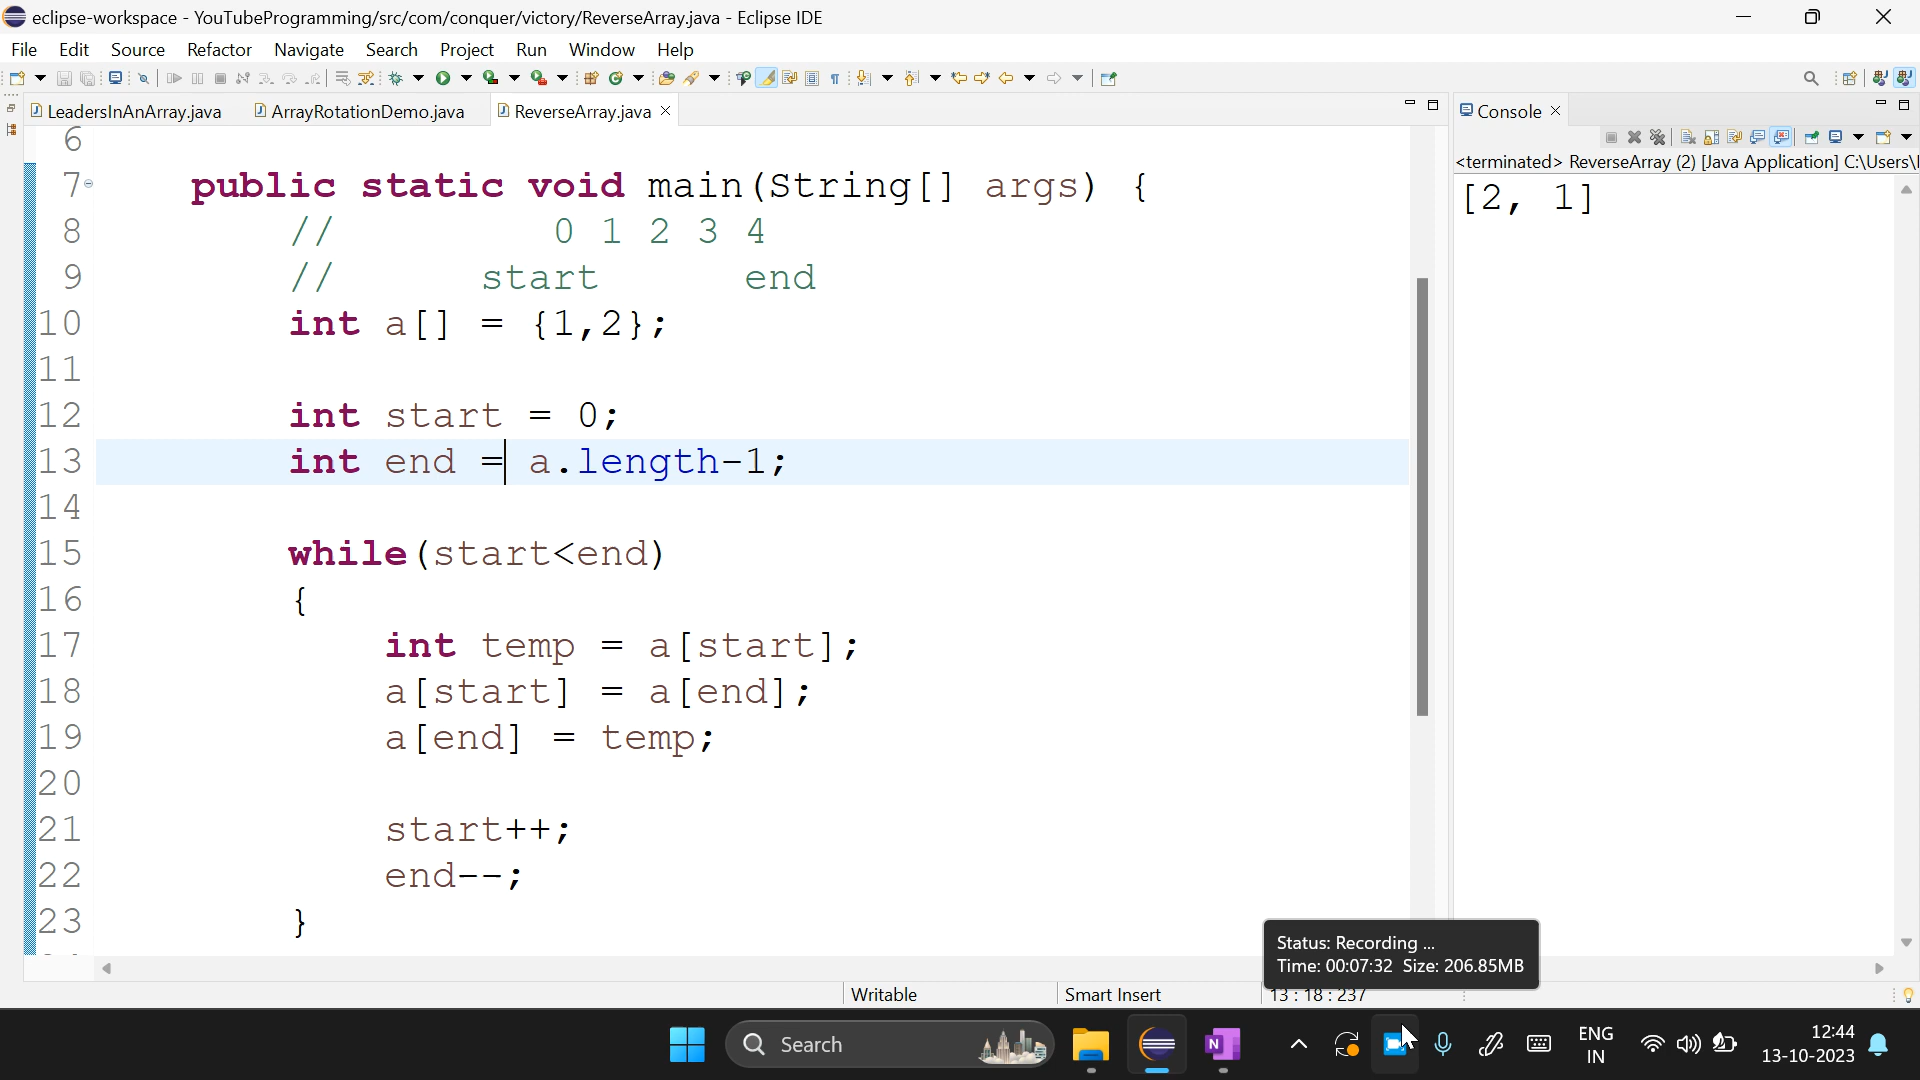 eclipse-workspace - YouTubeProgramming/src/com/conquer/victory/ReverseArray.java - Eclipse IDE
File Edit Source Refactor Navigate Search Project Run Window Help
LeadersInAnArray.java ArrayRotationDemo.java ReverseArray.java
Console
<terminated> ReverseArray (2) [Java Application] C:\Users\
[2, 1]
6
7 public static void main(String[] args) {
8 // 0 1 2 3 4
9 // start end
10 int a[] = {1,2};
11
12 int start = 0;
13 int end = a.length-1;
14
15 while(start<end)
16 {
17 int temp = a[start];
18 a[start] = a[end];
19 a[end] = temp;
20
21 start++;
22 end--;
23 }
Status: Recording ...
Time: 00:07:32 Size: 206.85MB
Writable Smart Insert 13 : 18 : 237
Search
ENG
IN
12:44
13-10-2023